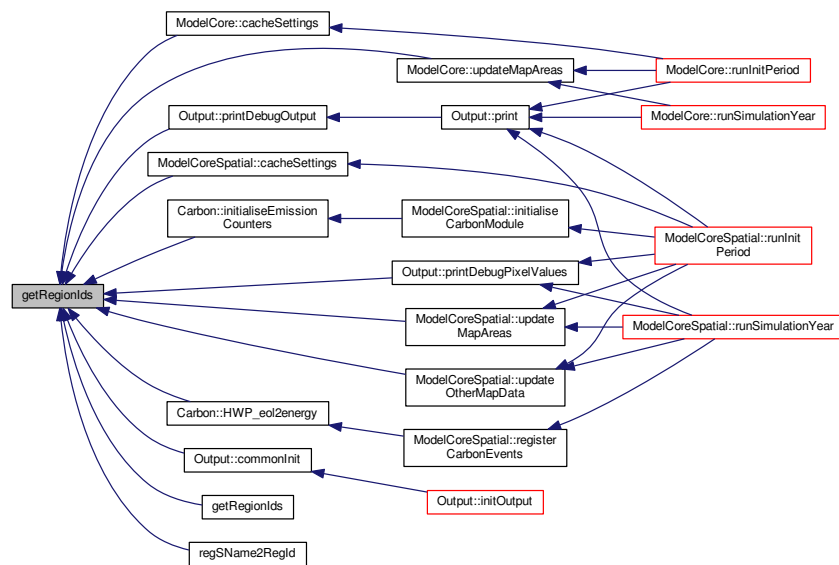 ModelCore::cacheSettings
ModelCore::updateMapAreas
ModelCore::runInitPeriod
Output::printDebugOutput
Output::print
ModelCore::runSimulationYear
ModelCoreSpatial::cacheSettings
Carbon::initialiseEmission
Counters
ModelCoreSpatial::initialise
CarbonModule
ModelCoreSpatial::runInit
Period
Output::printDebugPixelValues
getRegionIds
ModelCoreSpatial::update
MapAreas
ModelCoreSpatial::runSimulationYear
ModelCoreSpatial::update
OtherMapData
Carbon::HWP_eol2energy
ModelCoreSpatial::register
CarbonEvents
Output::commonInit
Output::initOutput
getRegionIds
regSName2RegId